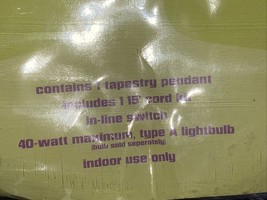 contains 1 tapestry pendant
includes 1 15' cord kit
in-line switch
40-watt maximum, type A lightbulb
(bulb sold separately)
indoor use only